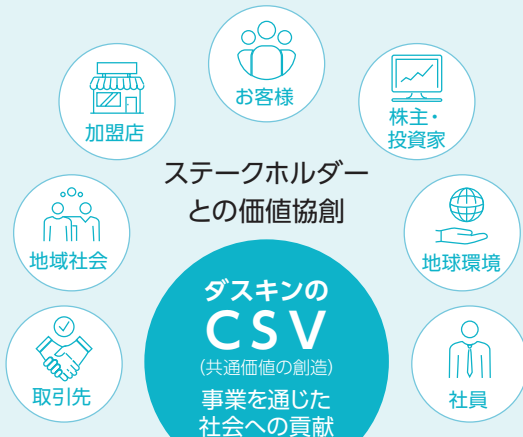 お客様
加盟店
株主・
投資家
ステークホルダー
との価値協創
地域社会
地球環境
ダスキンの
CSV
(共通価値の創造)
事業を通じた
社会への貢献
取引先
社員